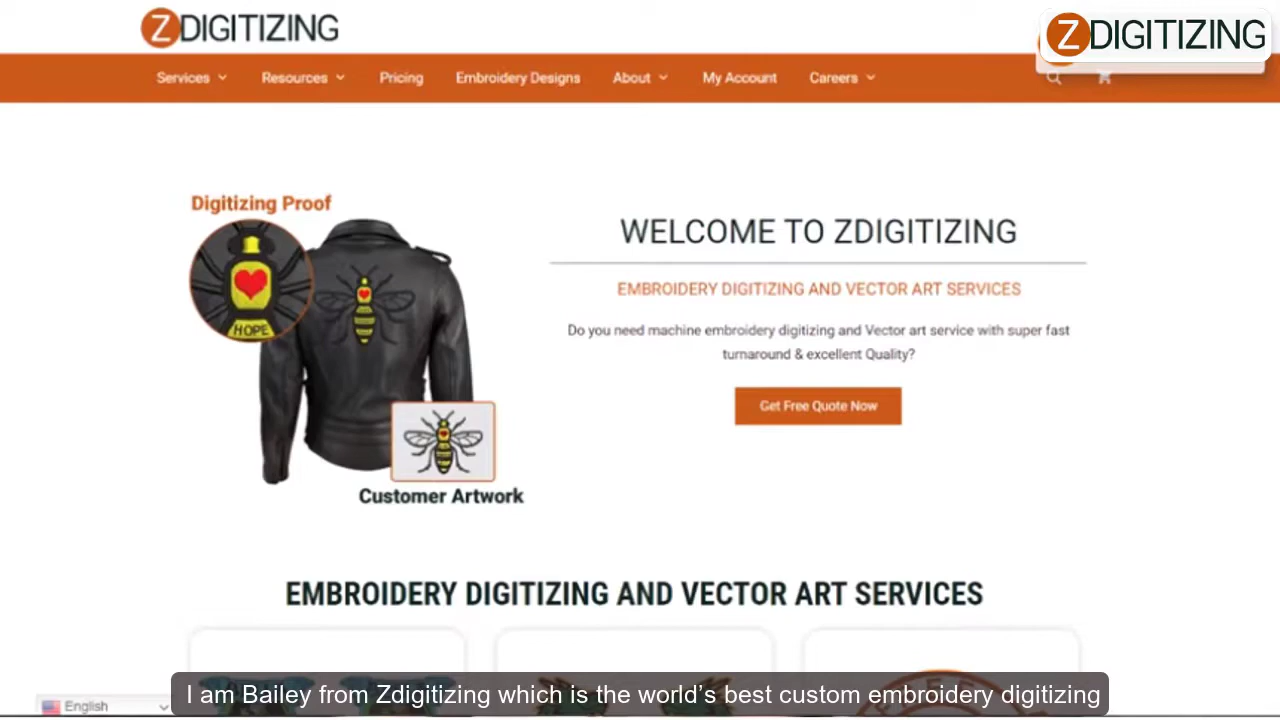 ZDIGITIZING
ZDIGITIZING
Services
Resources
Pricing
Embroidery Designs
About
My Account
Careers
Digitizing Proof
HOPE
Customer Artwork
WELCOME TO ZDIGITIZING
EMBROIDERY DIGITIZING AND VECTOR ART SERVICES
Do you need machine embroidery digitizing and Vector art service with super fast
turnaround & excellent Quality?
Get Free Quote Now
EMBROIDERY DIGITIZING AND VECTOR ART SERVICES
I am Bailey from Zdigitizing which is the world’s best custom embroidery digitizing
English